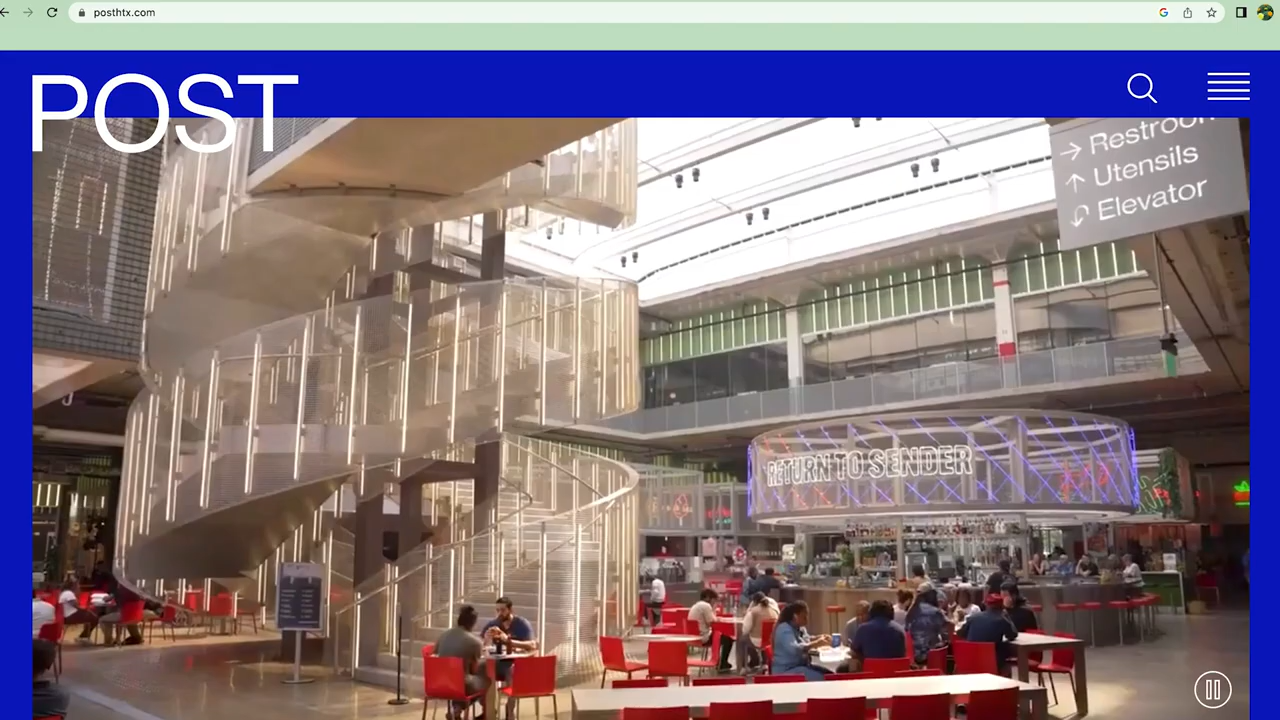 posthtx.com
POST
→ Restroom
↑ Utensils
Elevator
RETURN TO SENDER